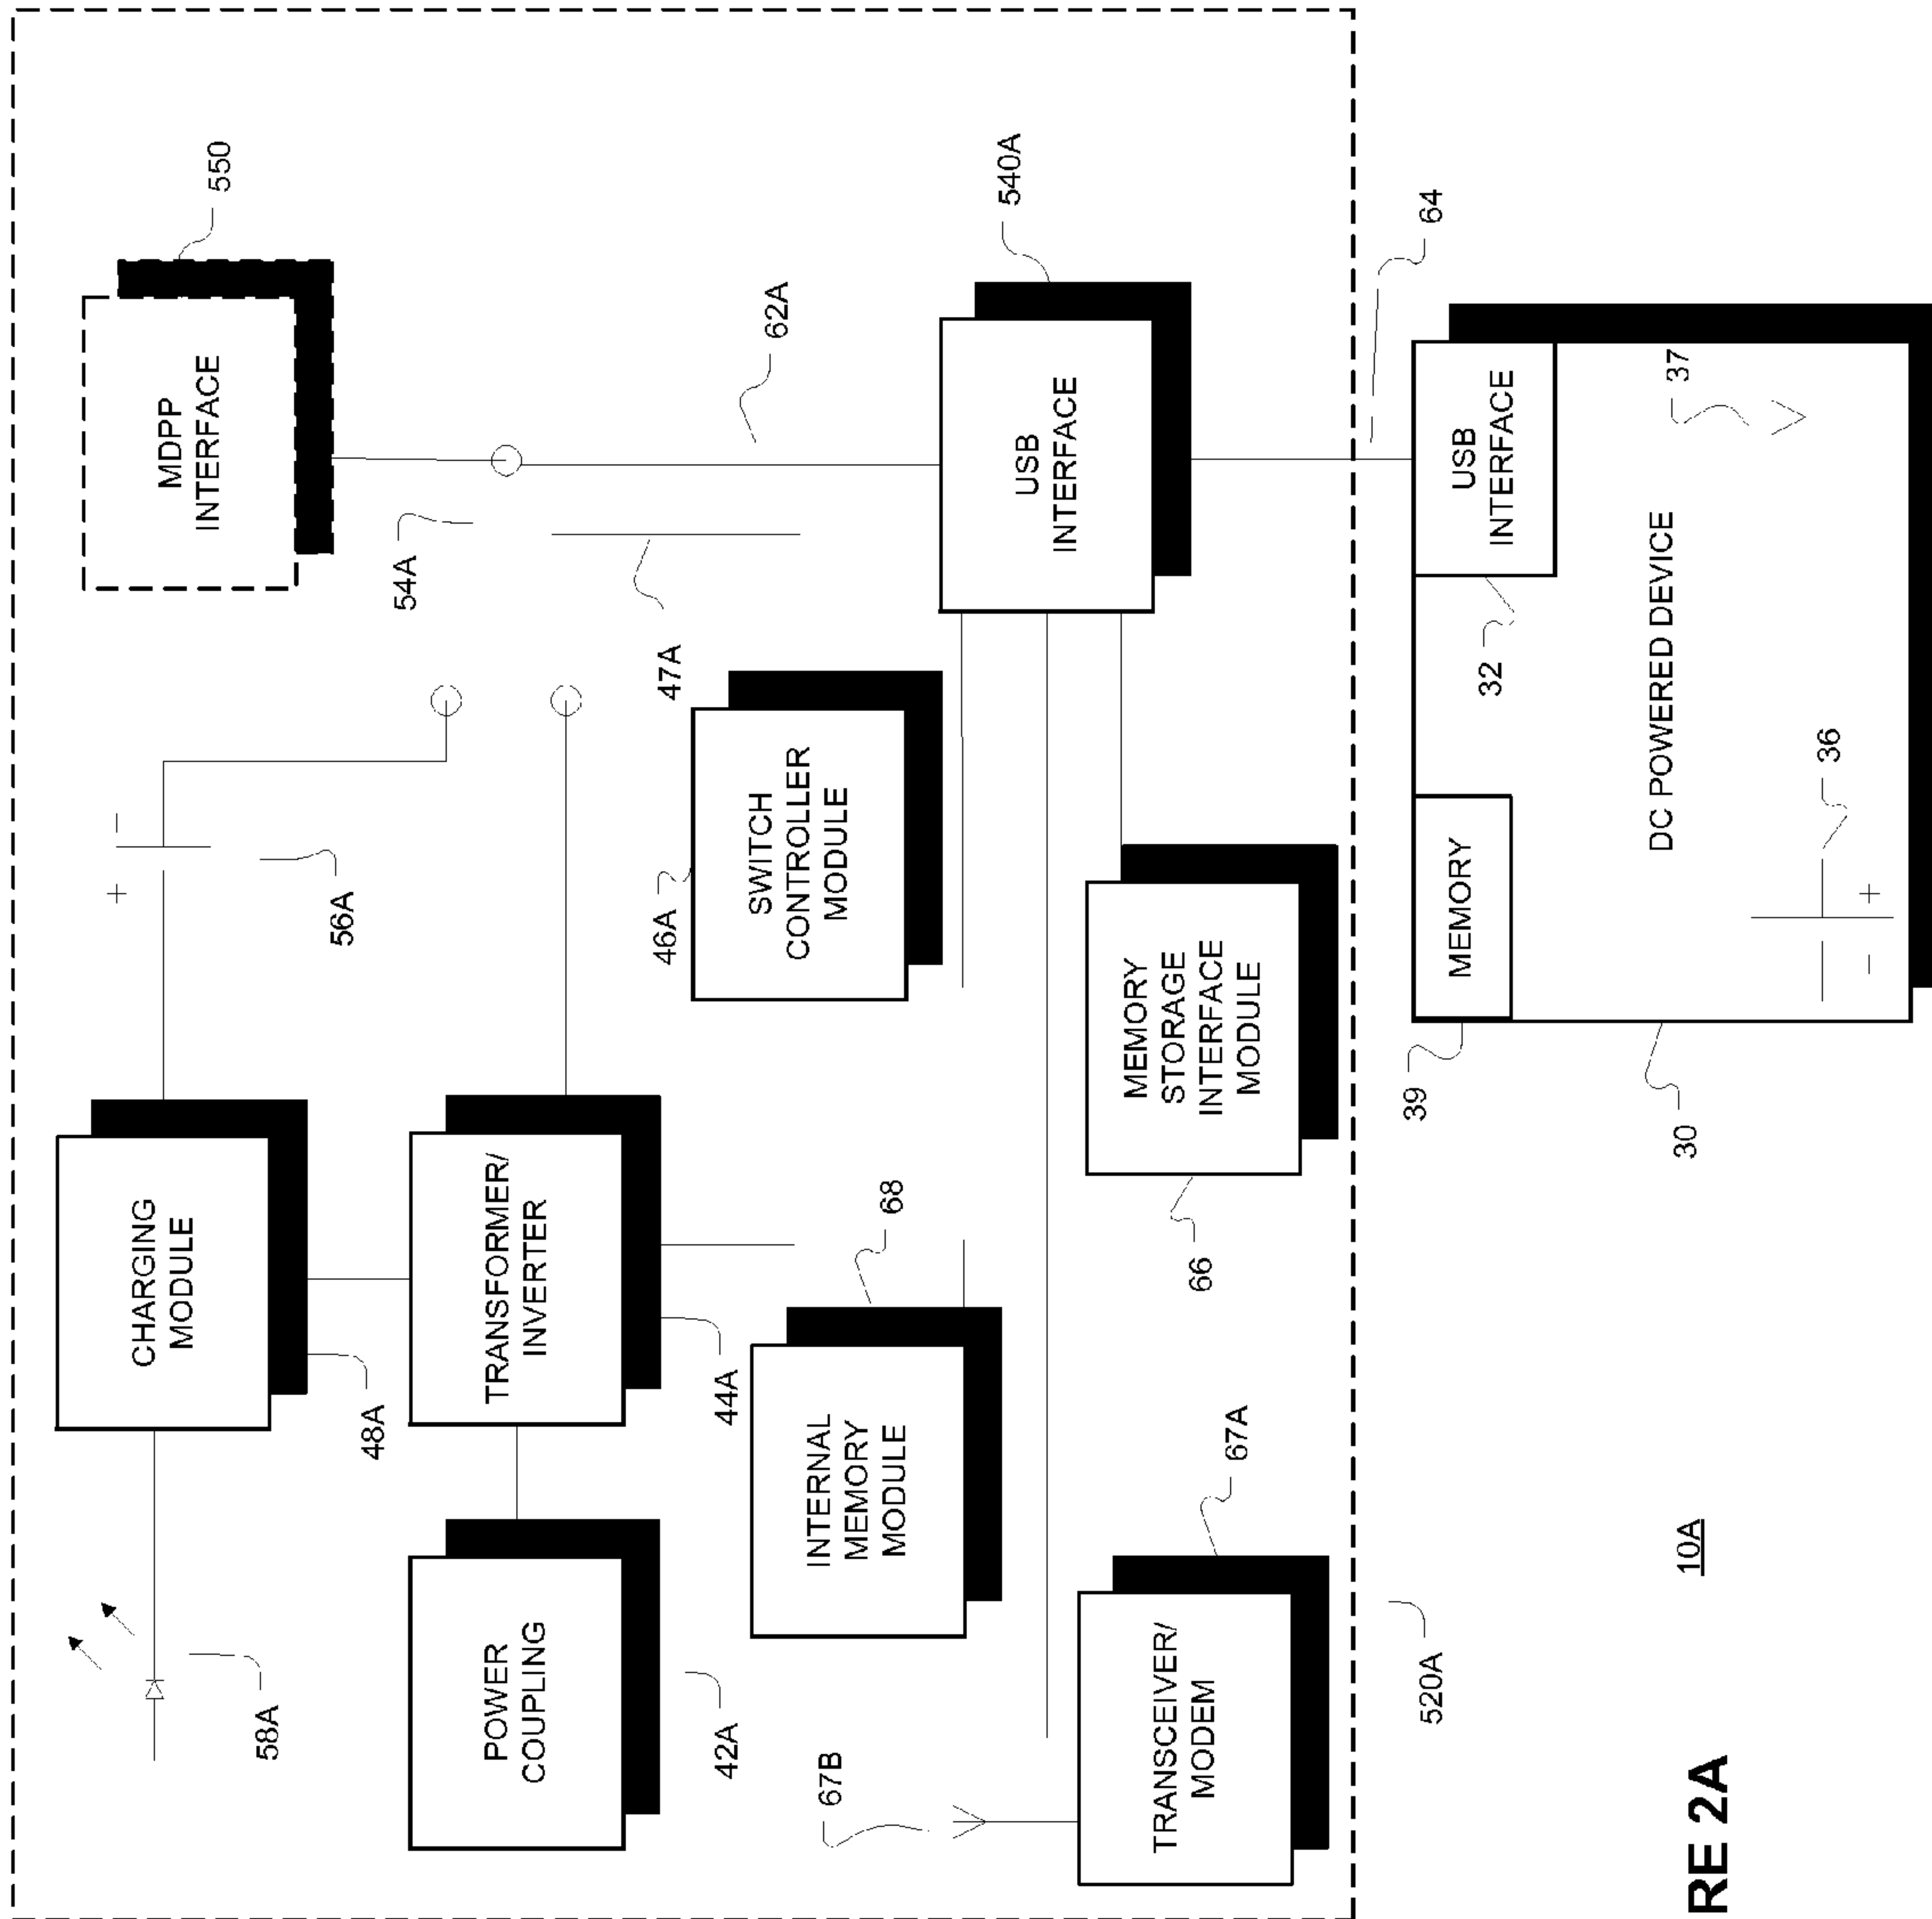 58A
CHARGING
MODULE
48A
+
−
56A
MDPP
INTERFACE
550
POWER
COUPLING
42A
TRANSFORMER/
INVERTER
44A
54A
47A
62A
INTERNAL
MEMORY
MODULE
68
46A
SWITCH
CONTROLLER
MODULE
USB
INTERFACE
540A
67B
TRANSCEIVER/
MODEM
67A
MEMORY
STORAGE
INTERFACE
MODULE
66
520A
64
39
MEMORY
32
USB
INTERFACE
30
DC POWERED DEVICE
37
36
−
+
10A
RE 2A